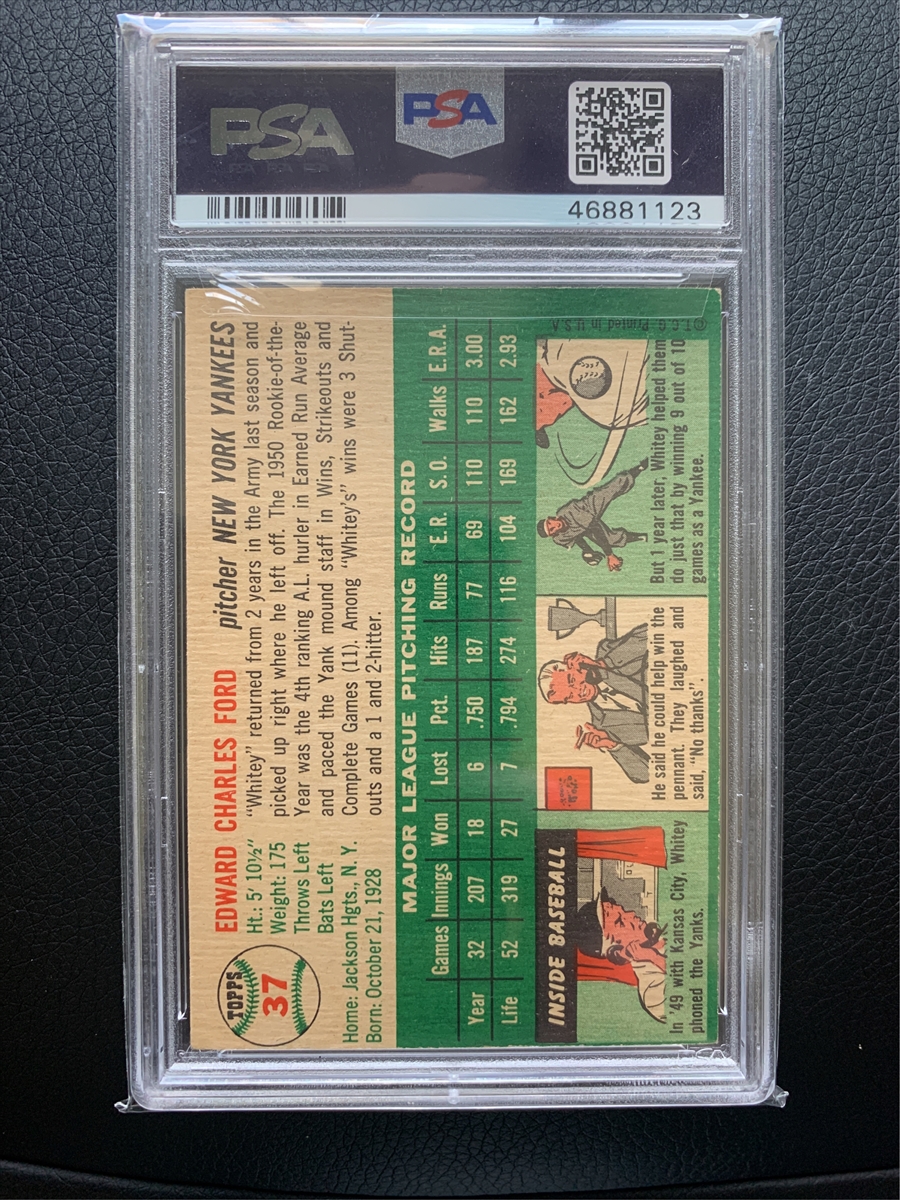 PSA
PSA
46881123
TOPPS
37
EDWARD CHARLES FORD
pitcher NEW YORK YANKEES
Ht.: 5' 10½"
Weight: 175
Throws Left
Bats Left
Home: Jackson Hgts., N. Y.
Born: October 21, 1928
"Whitey" returned from 2 years in the Army last season and
picked up right where he left off. The 1950 Rookie-of-the-
Year was the 4th ranking A.L. hurler in Earned Run Average
and paced the Yank mound staff in Wins, Strikeouts and
Complete Games (11). Among "Whitey's" wins were 3 Shut-
outs and a 1 and 2-hitter.
MAJOR LEAGUE PITCHING RECORD
Games Innings Won Lost Pct. Hits Runs E.R. S.O. Walks E.R.A.
Year 32 207 18 6 .750 187 77 69 110 110 3.00
Life 52 319 27 7 .794 274 116 104 169 162 2.93
INSIDE BASEBALL
In '49 with Kansas City, Whitey
phoned the Yanks.
He said he could help win the
pennant. They laughed and
said, "No thanks".
But 1 year later, Whitey helped them
do just that by winning 9 out of 10
games as a Yankee.
© T. C. G. Printed in U. S. A.